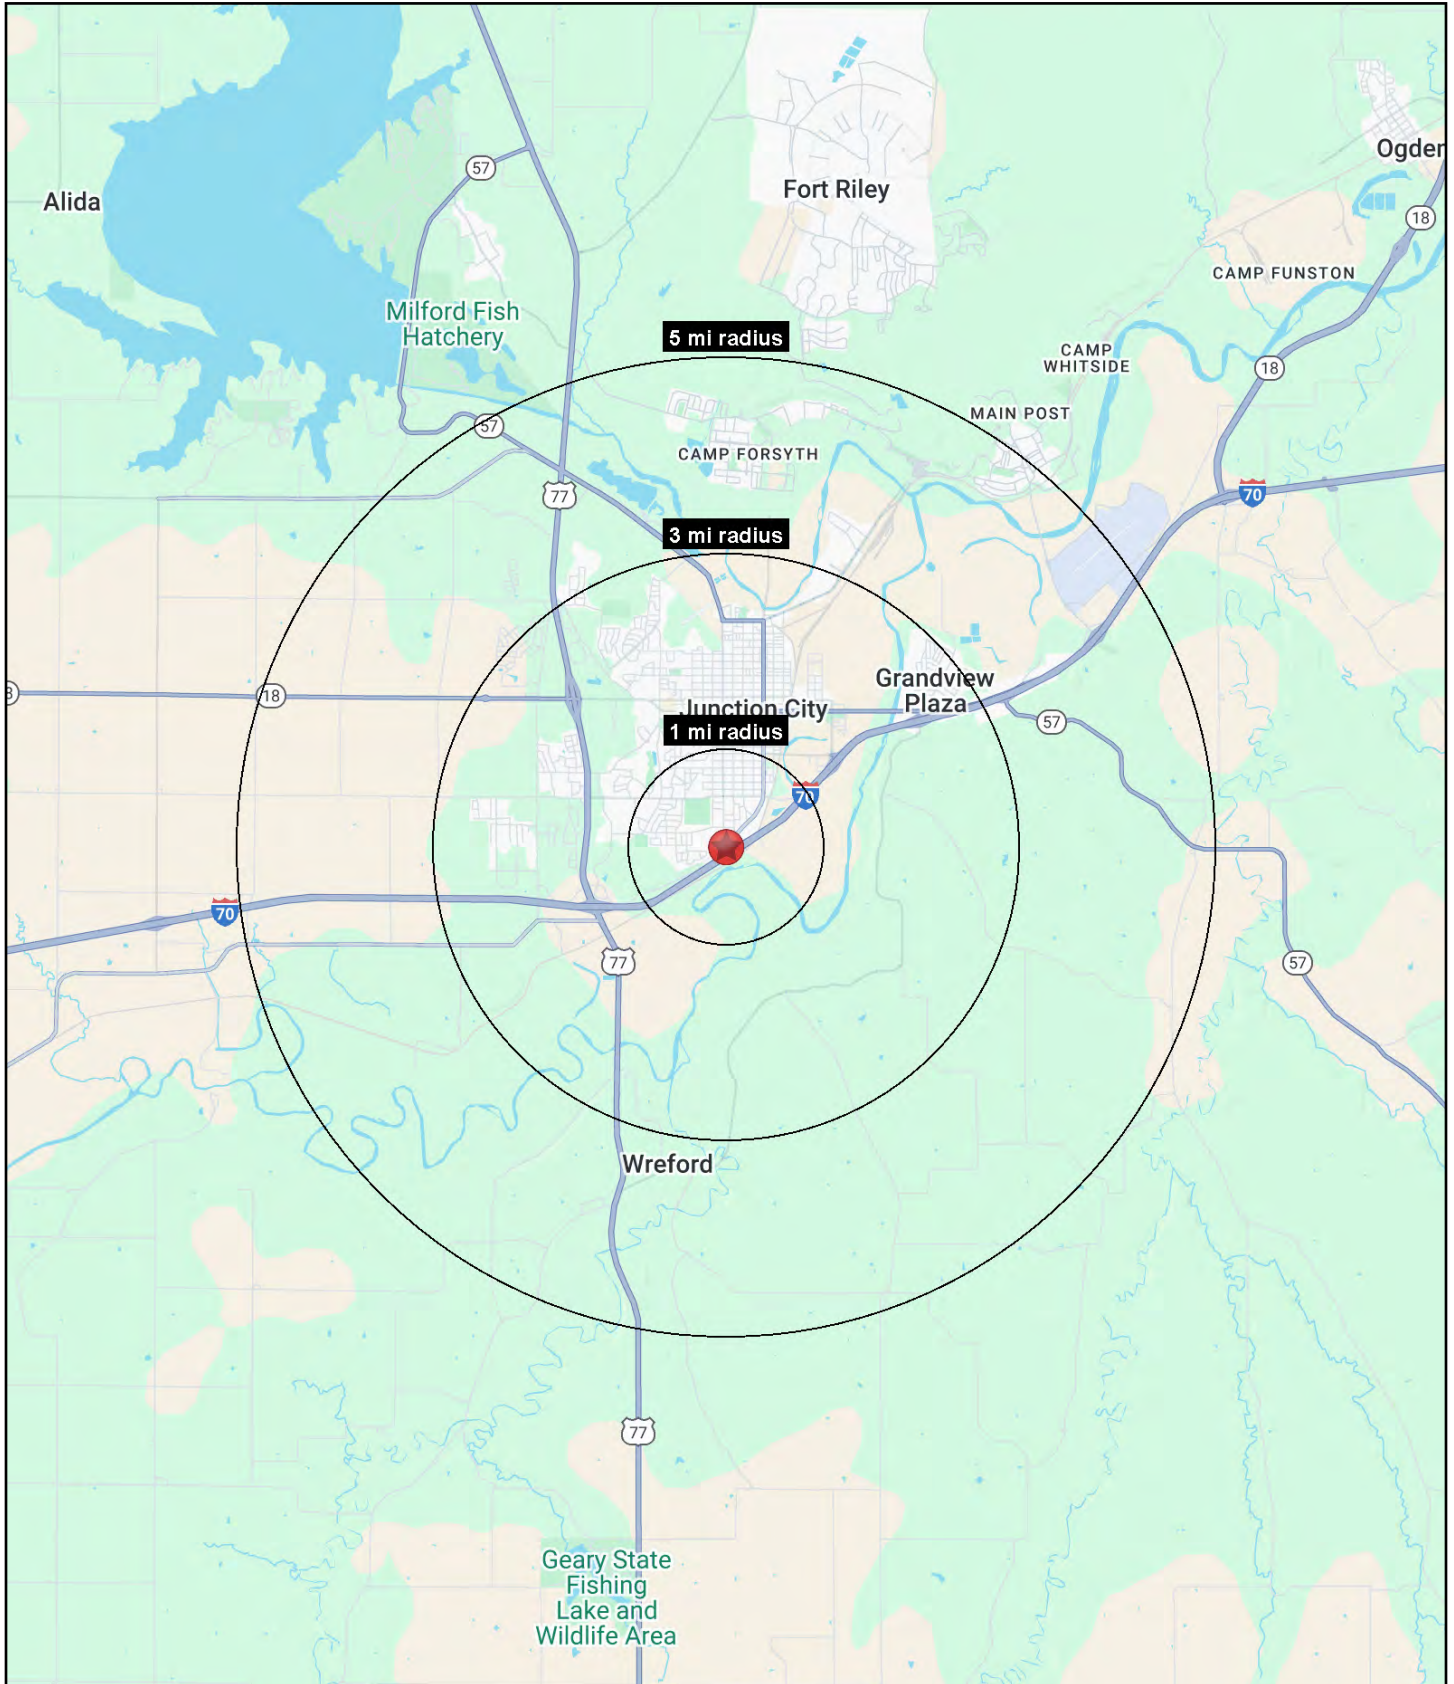 57
Ogden
Alida
Fort Riley
18
CAMP FUNSTON
Milford Fish
Hatchery
5 mi radius
CAMP
WHITSIDE
18
MAIN POST
57
CAMP FORSYTH
77
70
3 mi radius
Grandview
Plaza
18
Junction City
57
1 mi radius
70
70
77
57
Wreford
77
Geary State
Fishing
Lake and
Wildlife Area